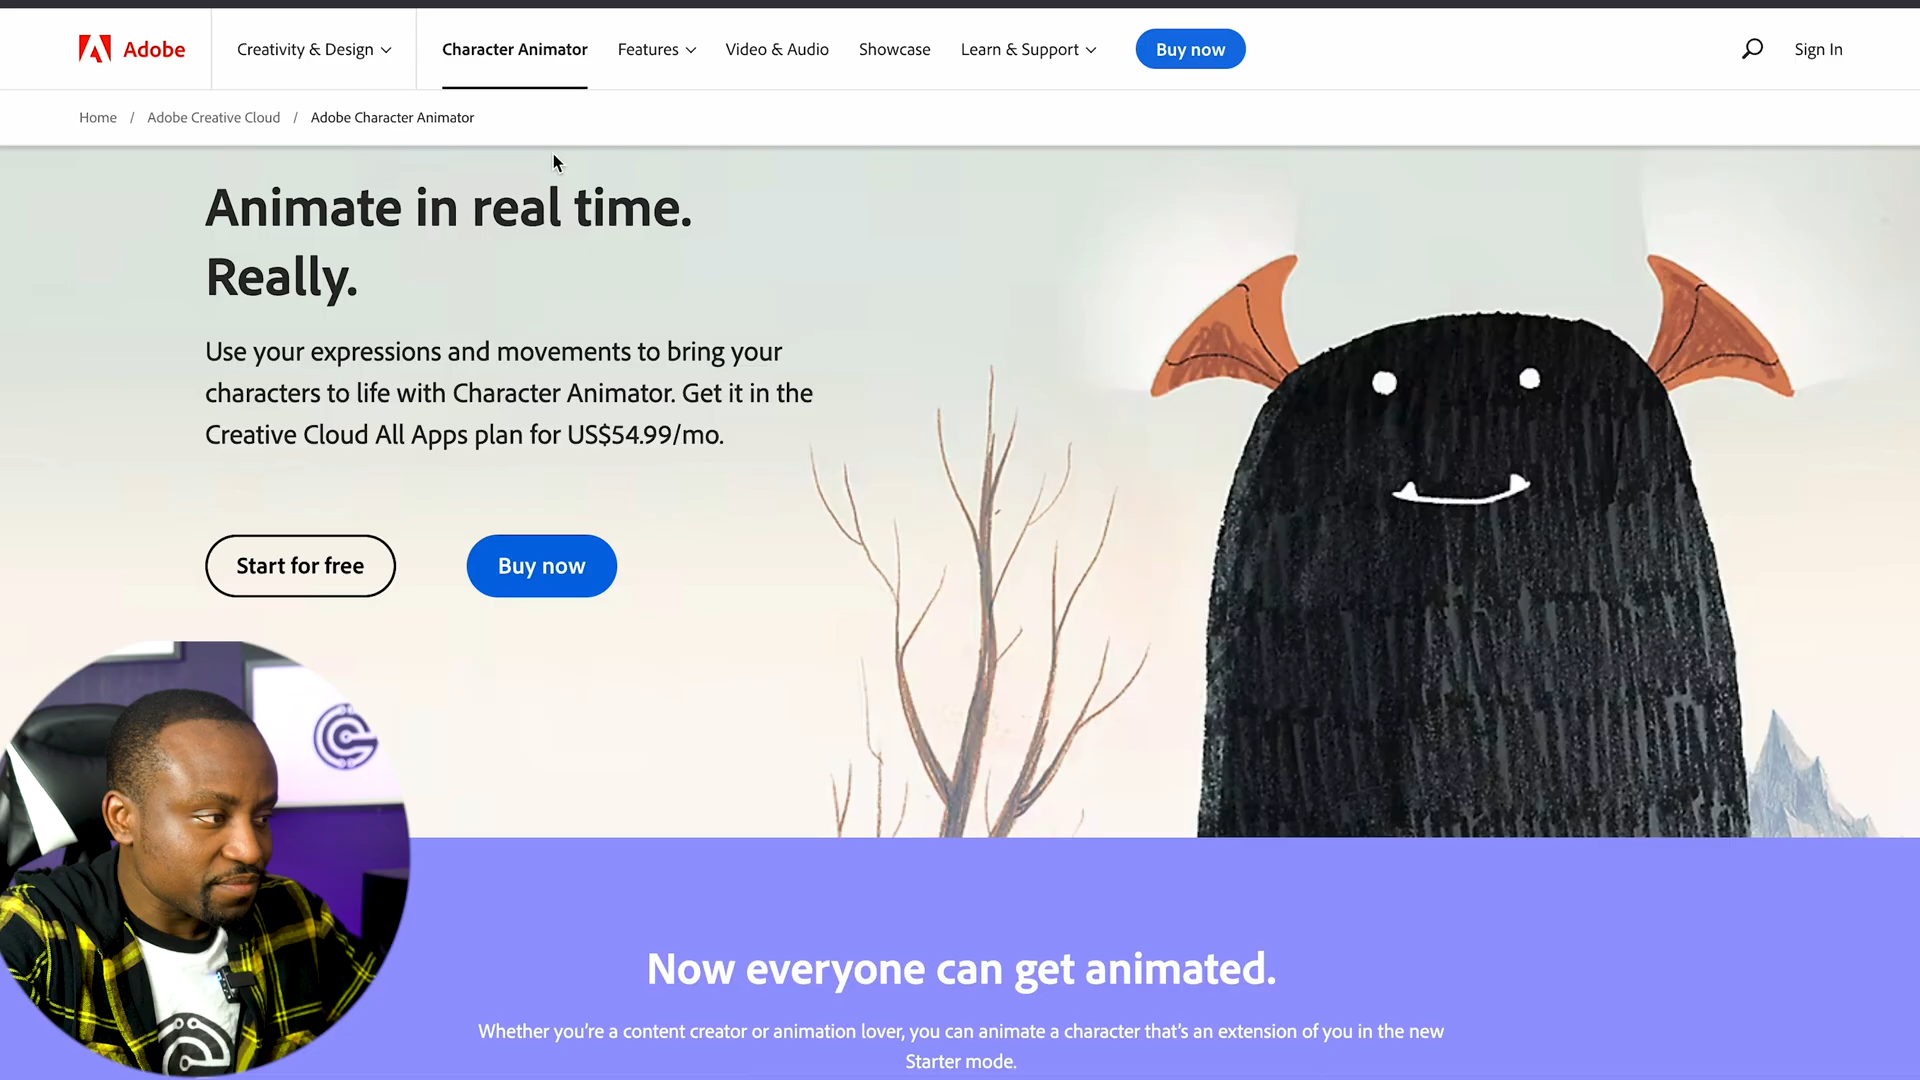 Adobe
Creativity & Design
Character Animator
Features
Video & Audio
Showcase
Learn & Support
Buy now
Sign In
Home / Adobe Creative Cloud / Adobe Character Animator
Animate in real time.
Really.
Use your expressions and movements to bring your
characters to life with Character Animator. Get it in the
Creative Cloud All Apps plan for US$54.99/mo.
Start for free
Buy now
Now everyone can get animated.
Whether you're a content creator or animation lover, you can animate a character that's an extension of you in the new
Starter mode.